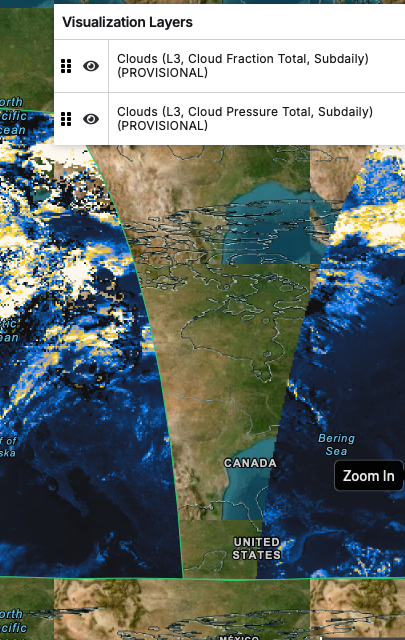 Visualization Layers
Clouds (L3, Cloud Fraction Total, Subdaily)
(PROVISIONAL)
Clouds (L3, Cloud Pressure Total, Subdaily)
(PROVISIONAL)
orth
cific
cean
tic
ean
f of
ska
Bering
Sea
CANADA
Zoom In
UNITED
STATES
orth
cific
MÉXICO